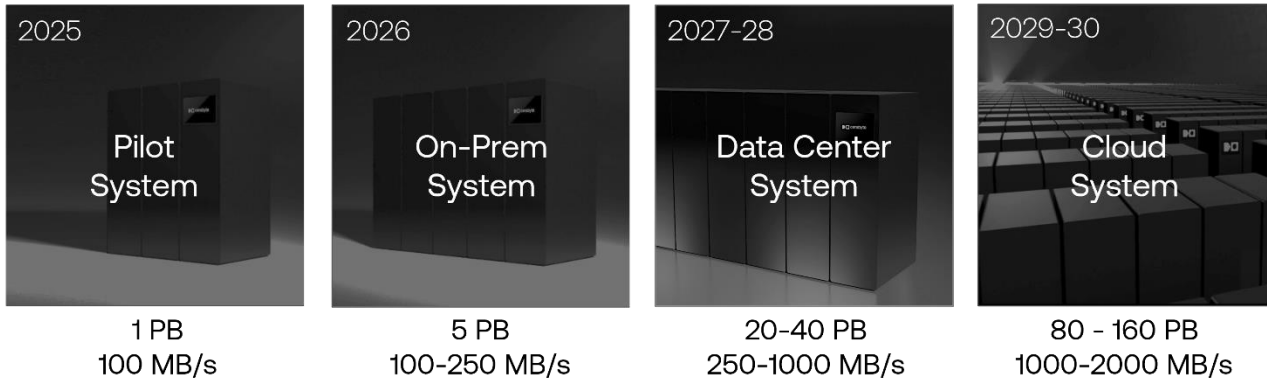 2025
Pilot
System
1 PB
100 MB/s
2026
On-Prem
System
5 PB
100-250 MB/s
2027-28
Data Center
System
20-40 PB
250-1000 MB/s
2029-30
Cloud
System
80 - 160 PB
1000-2000 MB/s